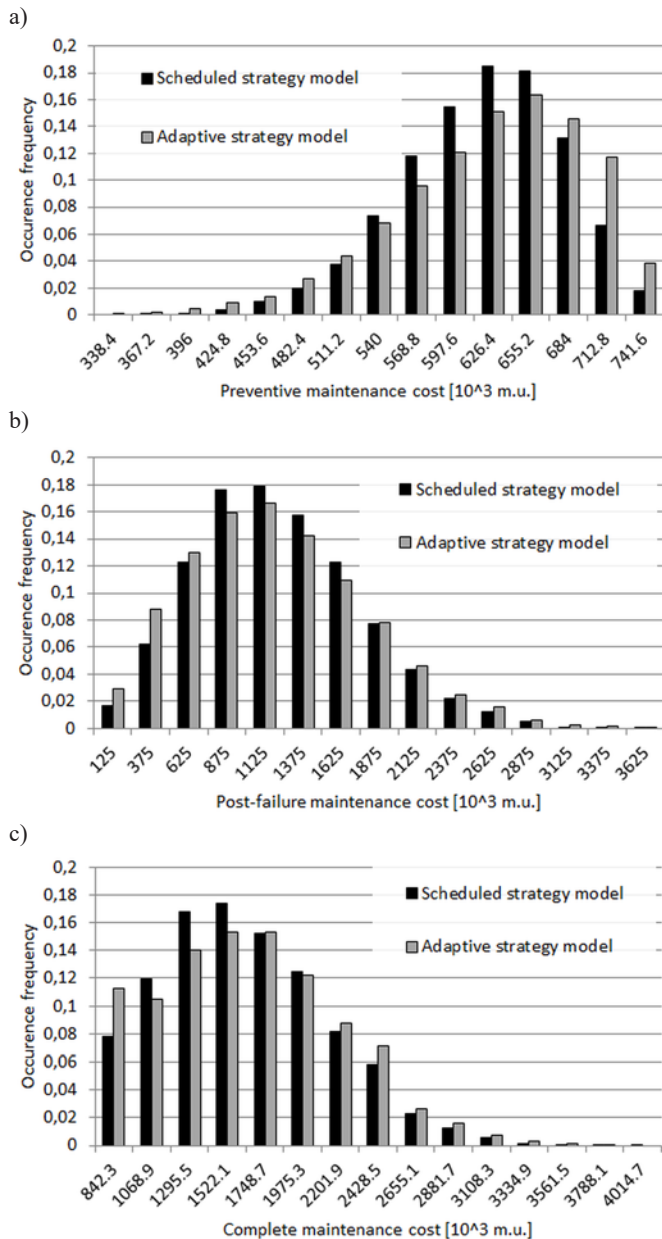 a)
0,2
0,18
0,16
0,14
0,12
0,1
0,08
0,06
0,04
0,02
0
Occurence frequency
Scheduled strategy model
Adaptive strategy model
338.4 367.2 396 424.8 453.6 482.4 511.2 540 568.8 597.6 626.4 655.2 684 712.8 741.6
Preventive maintenance cost [10^3 m.u.]
b)
0,2
0,18
0,16
0,14
0,12
0,1
0,08
0,06
0,04
0,02
0
Occurence frequency
Scheduled strategy model
Adaptive strategy model
125 375 625 875 1125 1375 1625 1875 2125 2375 2625 2875 3125 3375 3625
Post-failure maintenance cost [10^3 m.u.]
c)
0,2
0,18
0,16
0,14
0,12
0,1
0,08
0,06
0,04
0,02
0
Occurence frequency
Scheduled strategy model
Adaptive strategy model
842.3 1068.9 1295.5 1522.1 1748.7 1975.3 2201.9 2428.5 2655.1 2881.7 3108.3 3334.9 3561.5 3788.1 4014.7
Complete maintenance cost [10^3 m.u.]